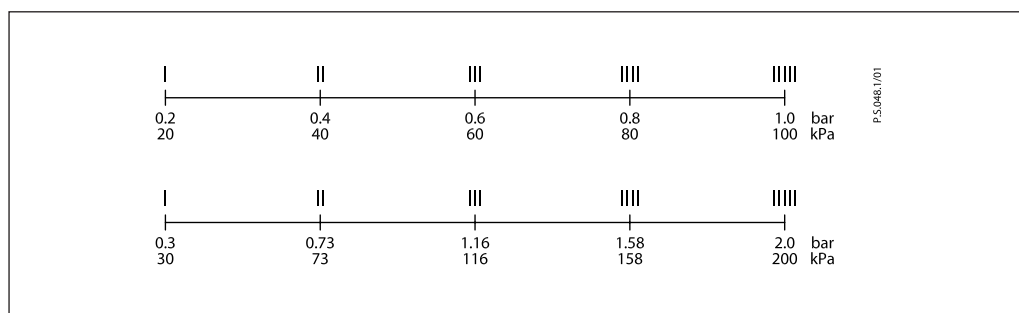 I II III IIII IIIII
0.2 0.4 0.6 0.8 1.0 bar
20 40 60 80 100 kPa
I II III IIII IIIII
0.3 0.73 1.16 1.58 2.0 bar
30 73 116 158 200 kPa
P.S.048.1/01